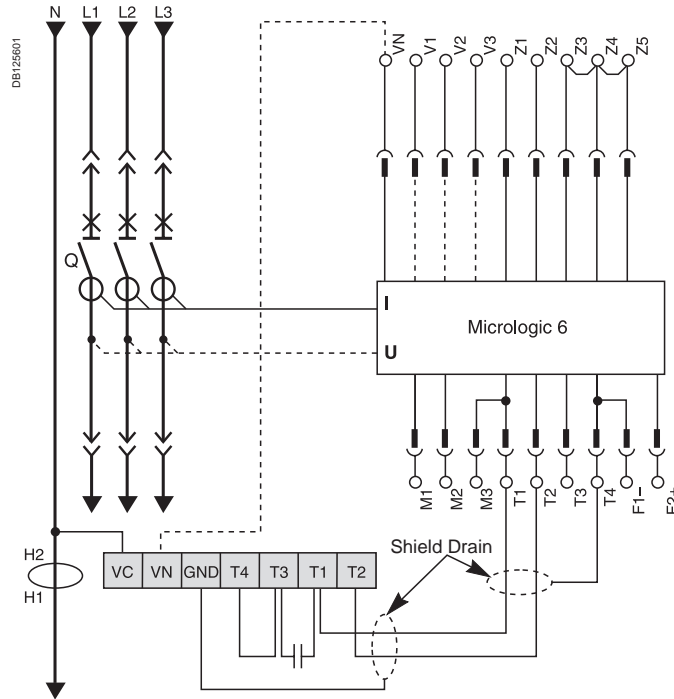 DB125601
N L1 L2 L3
VN V1 V2 V3 Z1 Z2 Z3 Z4 Z5
Q
I
Micrologic 6
U
M1 M2 M3 T1 T2 T3 T4 F1– F2+
Shield Drain
H2
H1
VC VN GND T4 T3 T1 T2